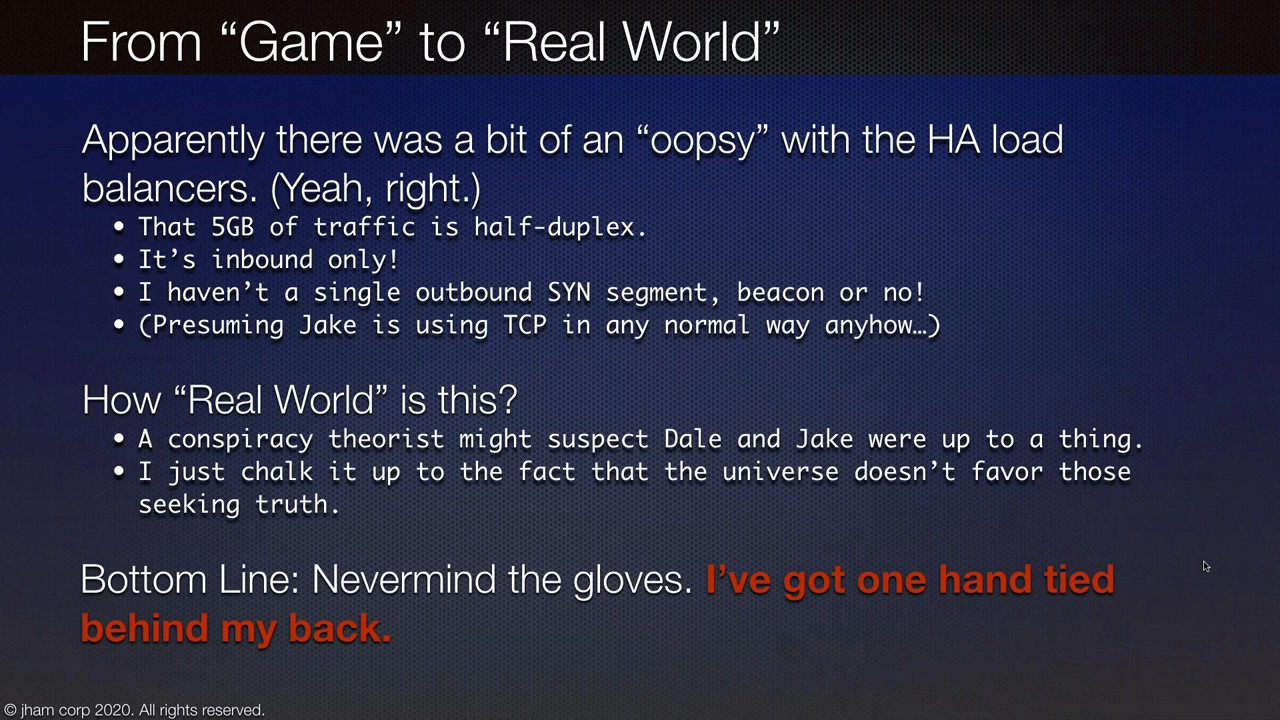 From “Game” to “Real World”
Apparently there was a bit of an “oopsy” with the HA load
balancers. (Yeah, right.)
• That 5GB of traffic is half-duplex.
• It’s inbound only!
• I haven’t a single outbound SYN segment, beacon or no!
• (Presuming Jake is using TCP in any normal way anyhow…)
How “Real World” is this?
• A conspiracy theorist might suspect Dale and Jake were up to a thing.
• I just chalk it up to the fact that the universe doesn’t favor those
seeking truth.
Bottom Line: Nevermind the gloves. I’ve got one hand tied
behind my back.
© jham corp 2020. All rights reserved.